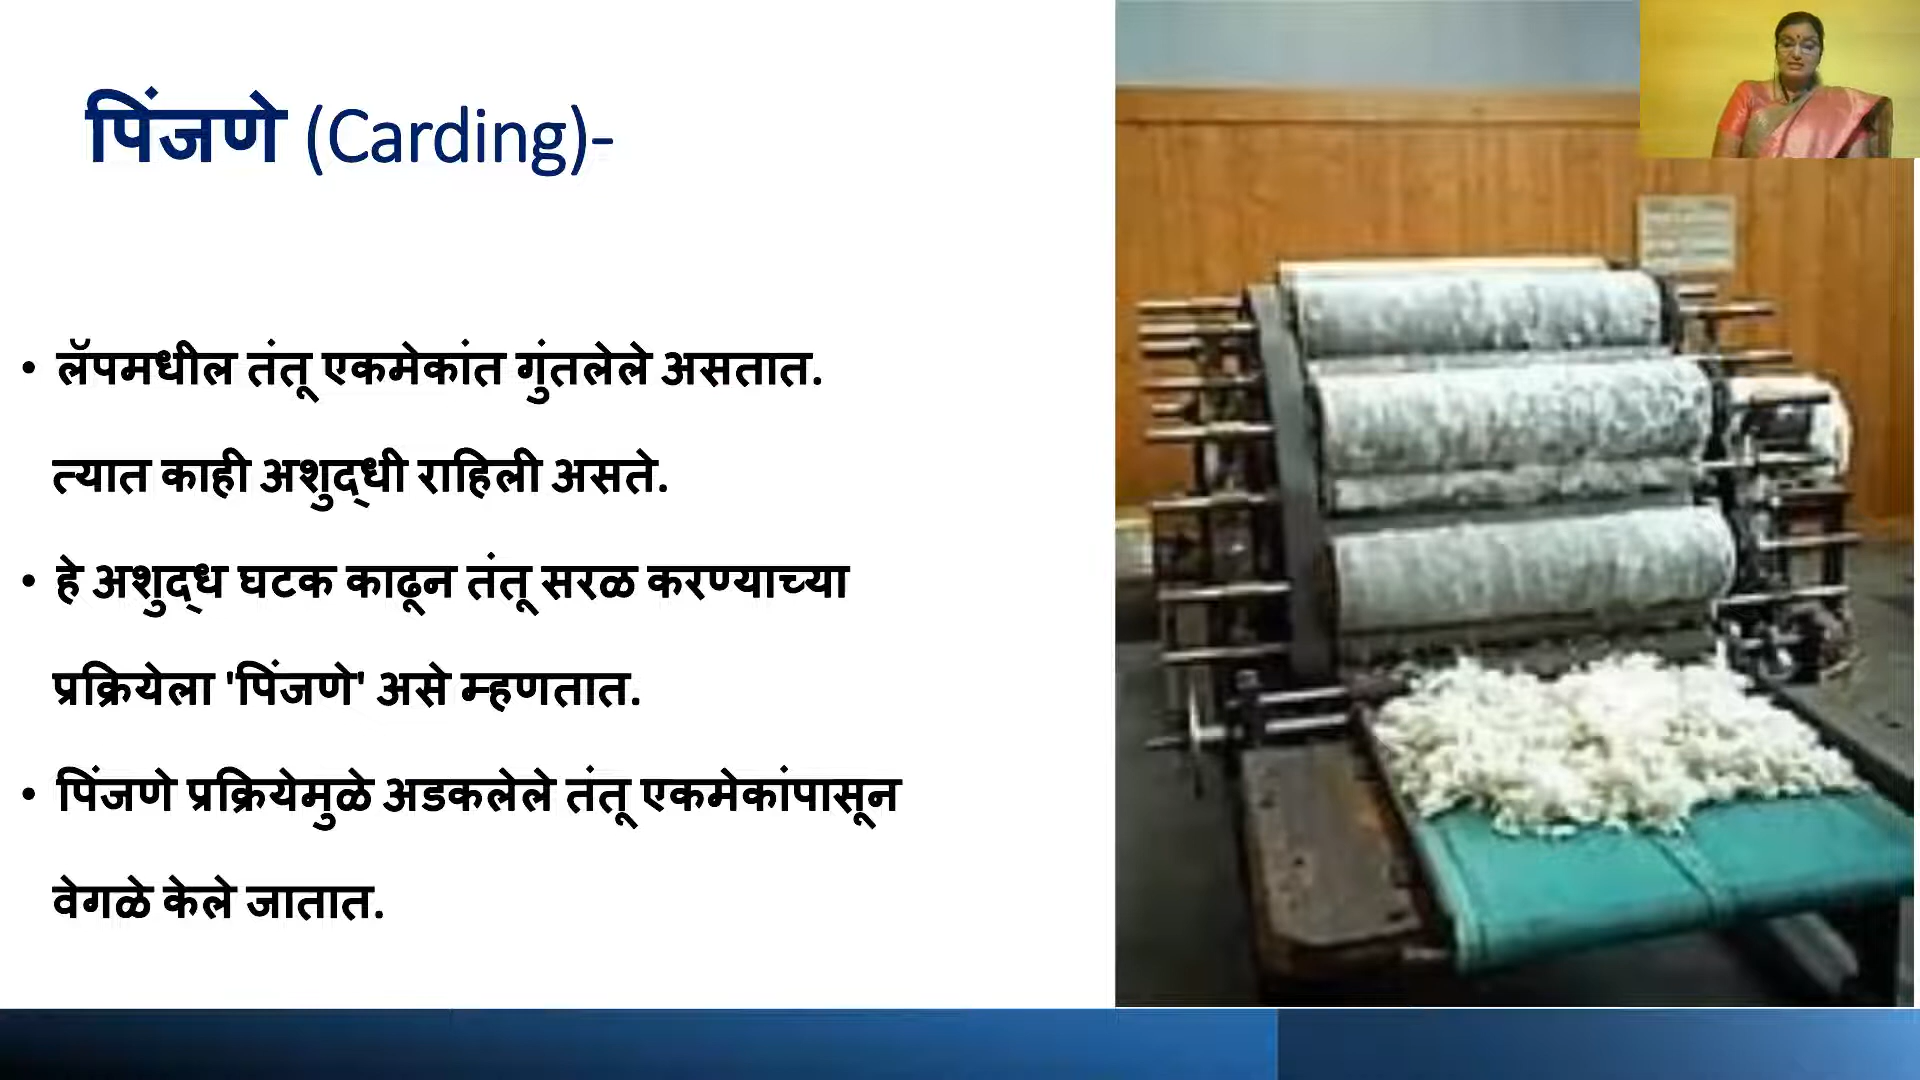 पिंजणे (Carding)-
• लॅपमधील तंतू एकमेकांत गुंतलेले असतात.
त्यात काही अशुद्धी राहिली असते.
• हे अशुद्ध घटक काढून तंतू सरळ करण्याच्या
प्रक्रियेला 'पिंजणे' असे म्हणतात.
• पिंजणे प्रक्रियेमुळे अडकलेले तंतू एकमेकांपासून
वेगळे केले जातात.